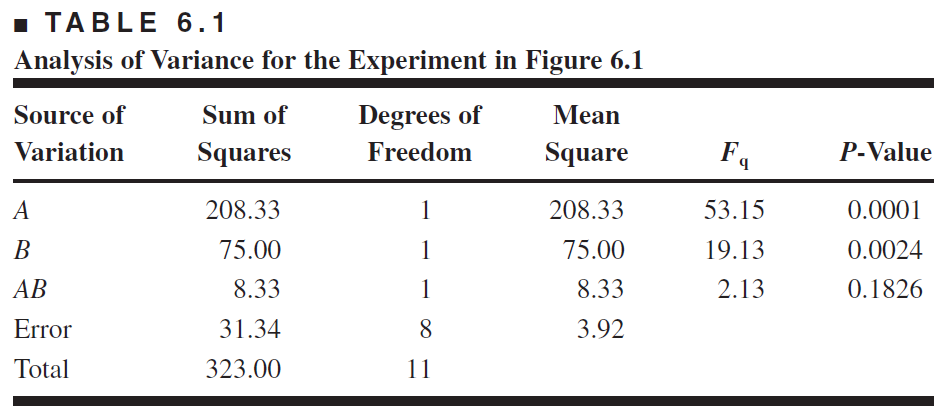 ■ TABLE 6.1
Analysis of Variance for the Experiment in Figure 6.1
Source of Variation Sum of Squares Degrees of Freedom Mean Square Fq P-Value
A 208.33 1 208.33 53.15 0.0001
B 75.00 1 75.00 19.13 0.0024
AB 8.33 1 8.33 2.13 0.1826
Error 31.34 8 3.92
Total 323.00 11